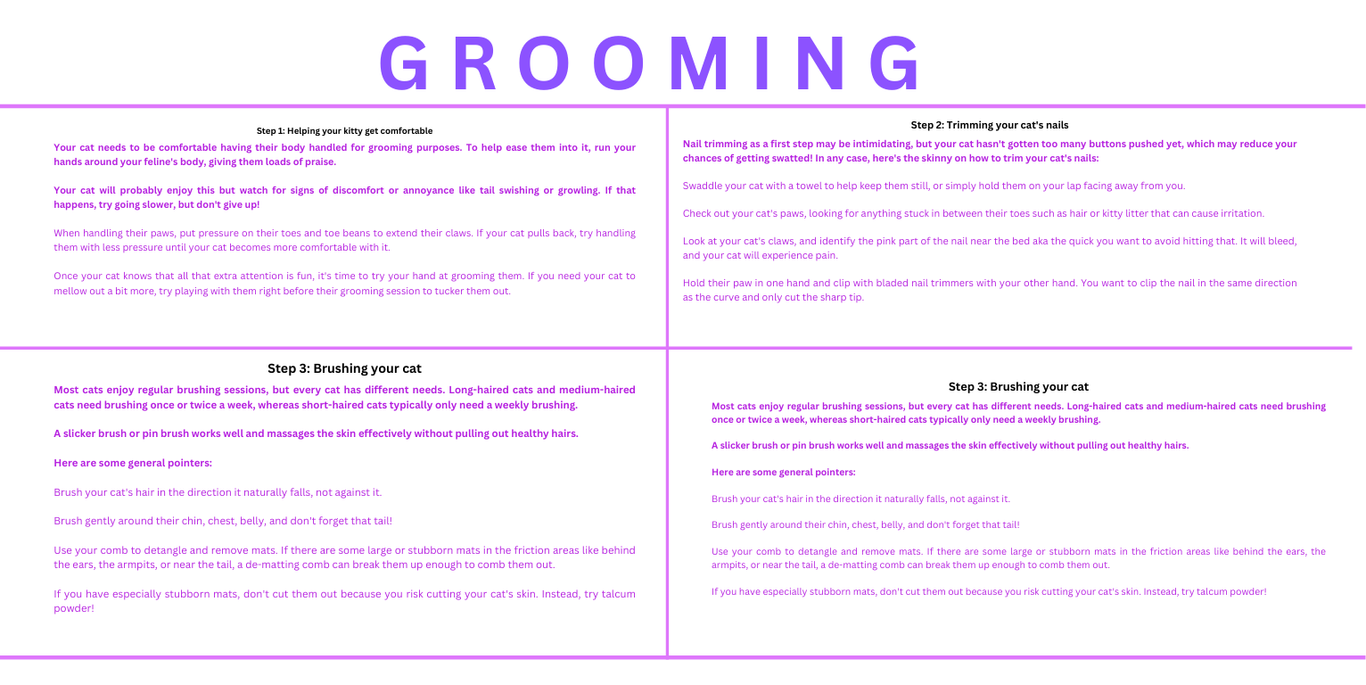 GROOMING
Step 1: Helping your kitty get comfortable
Your cat needs to be comfortable having their body handled for grooming purposes. To help ease them into it, run your
hands around your feline's body, giving them loads of praise.
Your cat will probably enjoy this but watch for signs of discomfort or annoyance like tail swishing or growling. If that
happens, try going slower, but don't give up!
When handling their paws, put pressure on their toes and toe beans to extend their claws. If your cat pulls back, try handling
them with less pressure until your cat becomes more comfortable with it.
Once your cat knows that all that extra attention is fun, it's time to try your hand at grooming them. If you need your cat to
mellow out a bit more, try playing with them right before their grooming session to tucker them out.
Step 2: Trimming your cat's nails
Nail trimming as a first step may be intimidating, but your cat hasn't gotten too many buttons pushed yet, which may reduce your
chances of getting swatted! In any case, here's the skinny on how to trim your cat's nails:
Swaddle your cat with a towel to help keep them still, or simply hold them on your lap facing away from you.
Check out your cat's paws, looking for anything stuck in between their toes such as hair or kitty litter that can cause irritation.
Look at your cat's claws, and identify the pink part of the nail near the bed aka the quick you want to avoid hitting that. It will bleed,
and your cat will experience pain.
Hold their paw in one hand and clip with bladed nail trimmers with your other hand. You want to clip the nail in the same direction
as the curve and only cut the sharp tip.
Step 3: Brushing your cat
Most cats enjoy regular brushing sessions, but every cat has different needs. Long-haired cats and medium-haired
cats need brushing once or twice a week, whereas short-haired cats typically only need a weekly brushing.
A slicker brush or pin brush works well and massages the skin effectively without pulling out healthy hairs.
Here are some general pointers:
Brush your cat's hair in the direction it naturally falls, not against it.
Brush gently around their chin, chest, belly, and don't forget that tail!
Use your comb to detangle and remove mats. If there are some large or stubborn mats in the friction areas like behind
the ears, the armpits, or near the tail, a de-matting comb can break them up enough to comb them out.
If you have especially stubborn mats, don't cut them out because you risk cutting your cat's skin. Instead, try talcum
powder!
Step 3: Brushing your cat
Most cats enjoy regular brushing sessions, but every cat has different needs. Long-haired cats and medium-haired cats need brushing
once or twice a week, whereas short-haired cats typically only need a weekly brushing.
A slicker brush or pin brush works well and massages the skin effectively without pulling out healthy hairs.
Here are some general pointers:
Brush your cat's hair in the direction it naturally falls, not against it.
Brush gently around their chin, chest, belly, and don't forget that tail!
Use your comb to detangle and remove mats. If there are some large or stubborn mats in the friction areas like behind the ears, the
armpits, or near the tail, a de-matting comb can break them up enough to comb them out.
If you have especially stubborn mats, don't cut them out because you risk cutting your cat's skin. Instead, try talcum powder!